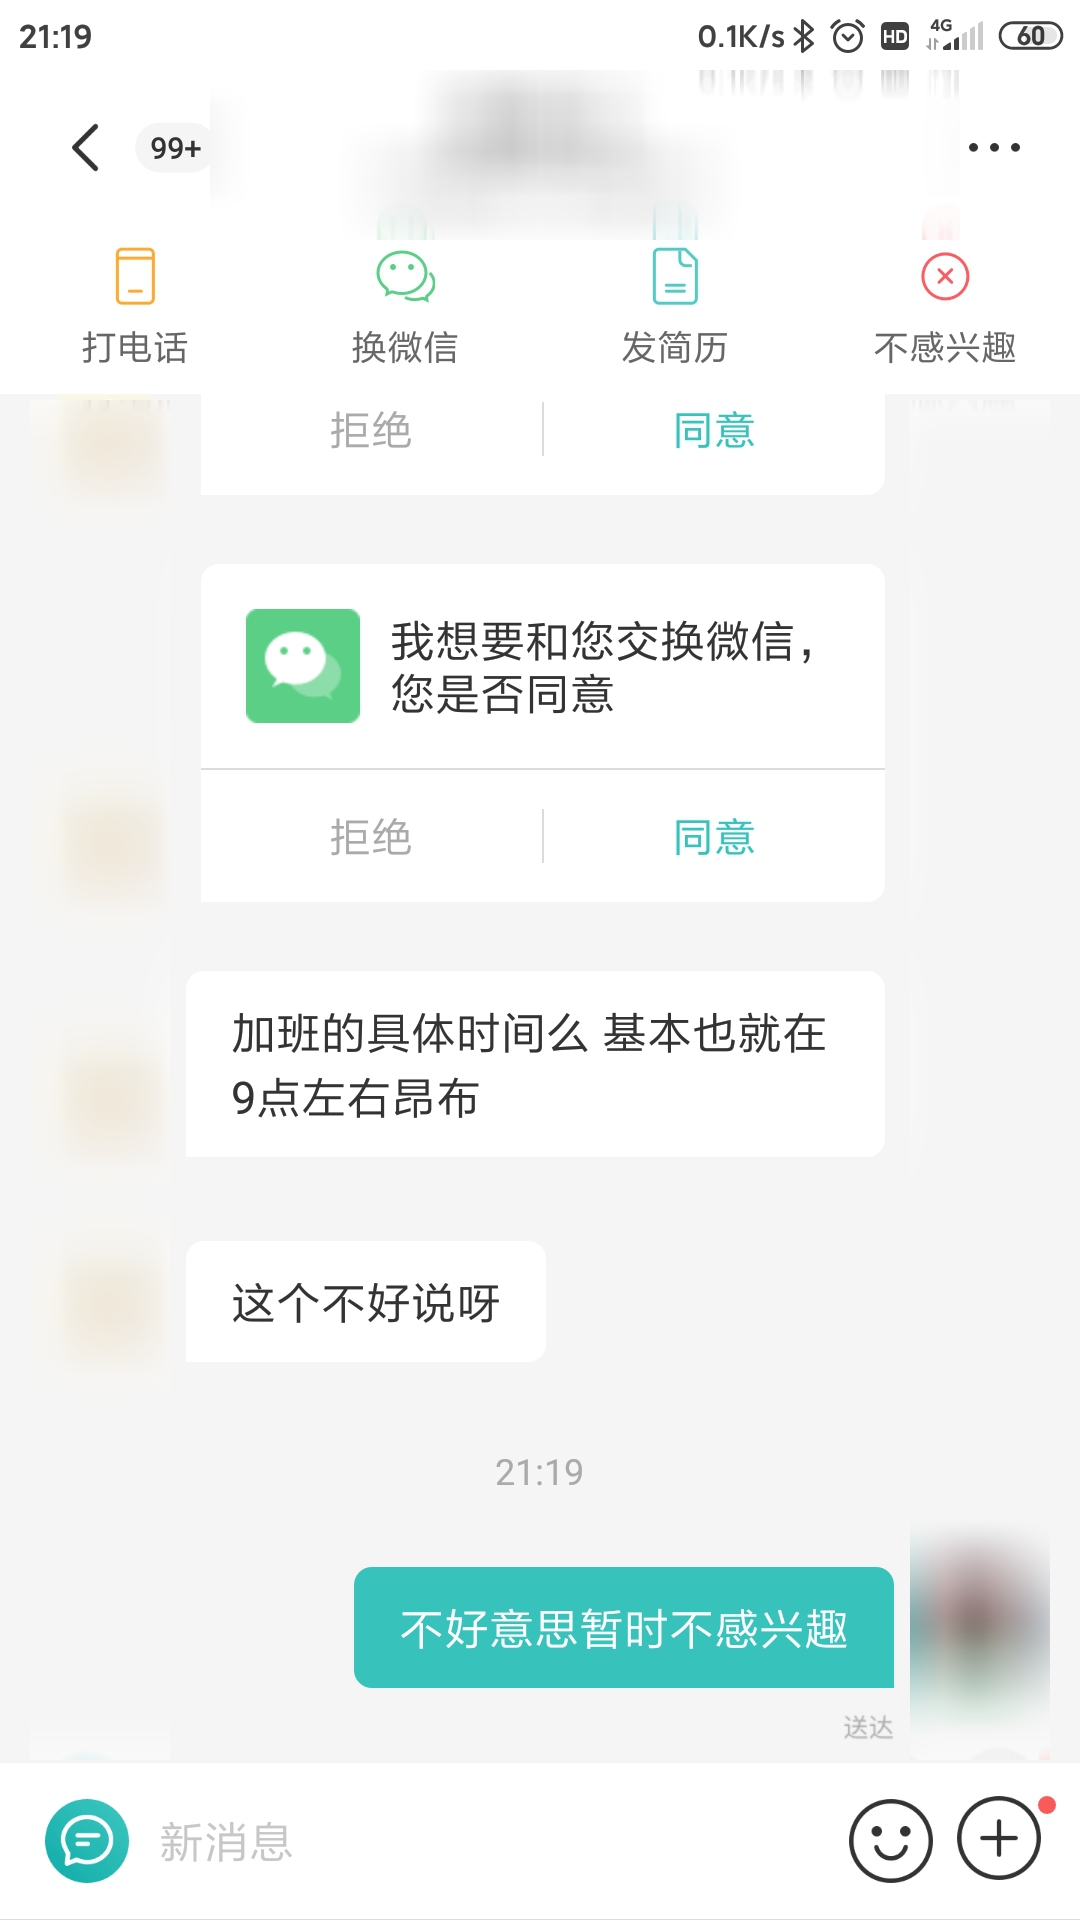 21:19
0.1K/s HD 4G 60
99+
打电话 换微信 发简历 不感兴趣
拒绝 同意
我想要和您交换微信，
您是否同意
拒绝 同意
加班的具体时间么 基本也就在
9点左右昂布
这个不好说呀
21:19
不好意思暂时不感兴趣
送达
新消息